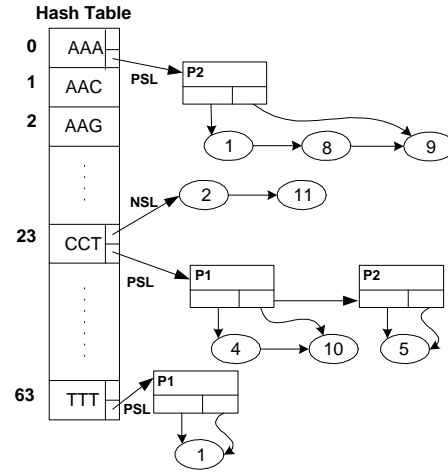 Hash Table
0 AAA
P2
PSL
1 AAC
2 AAG
1 8 9
NSL 2 11
23 CCT
P1 P2
PSL
4 10 5
P1
63 TTT
PSL
1